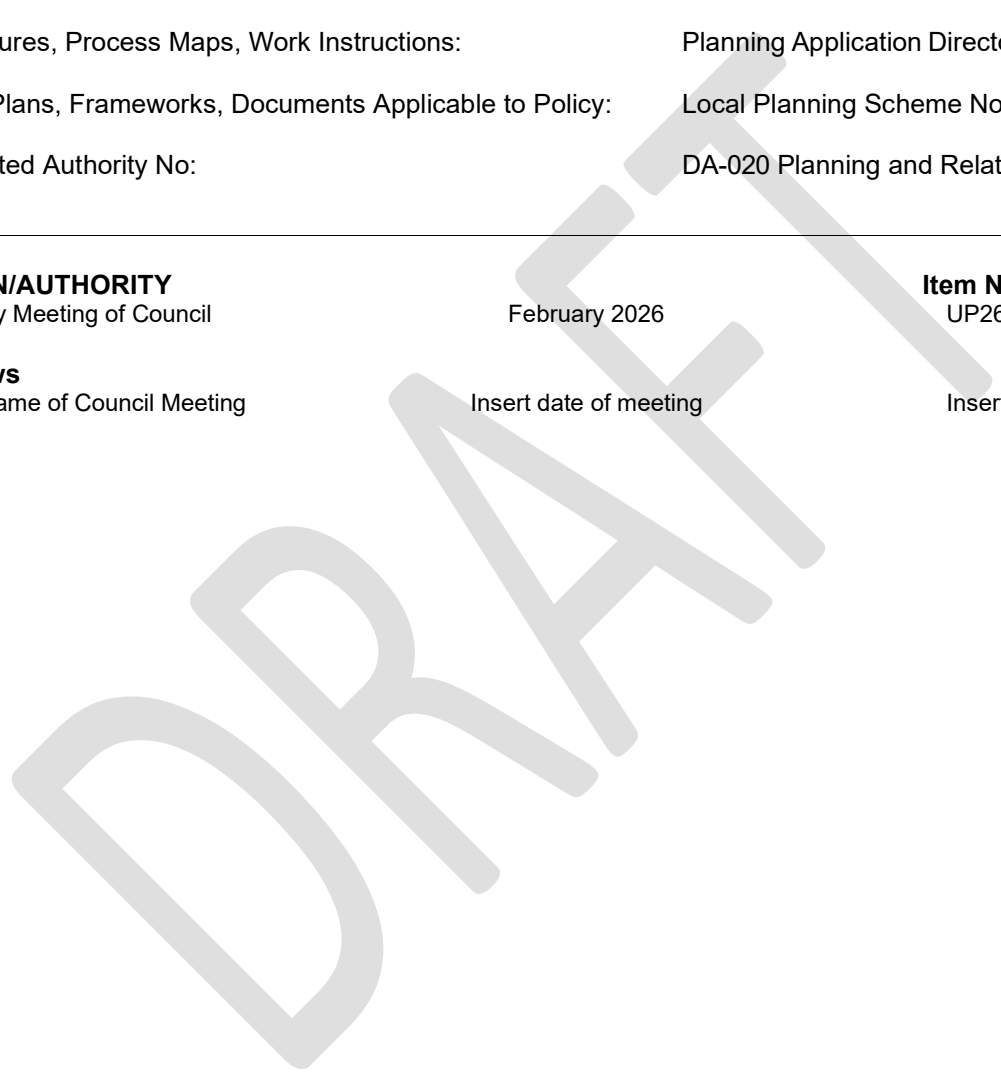 ures, Process Maps, Work Instructions: Planning Application Directo
Plans, Frameworks, Documents Applicable to Policy: Local Planning Scheme No
ted Authority No: DA-020 Planning and Relat
N/AUTHORITY Item N
y Meeting of Council February 2026 UP26
ws
ame of Council Meeting Insert date of meeting Inser
DRAFT